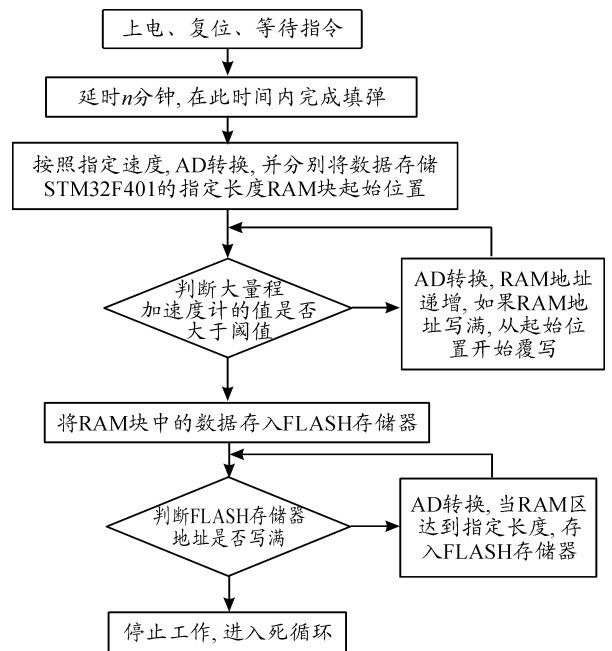 上电、复位、等待指令
延时n分钟, 在此时间内完成填弹
按照指定速度, AD转换, 并分别将数据存储
STM32F401的指定长度RAM块起始位置
判断大量程
加速度计的值是否
大于阈值
AD转换, RAM地址
递增, 如果RAM地
址写满, 从起始位
置开始覆写
将RAM块中的数据存入FLASH存储器
判断FLASH存储器
地址是否写满
AD转换, 当RAM区
达到指定长度, 存
入FLASH存储器
停止工作, 进入死循环